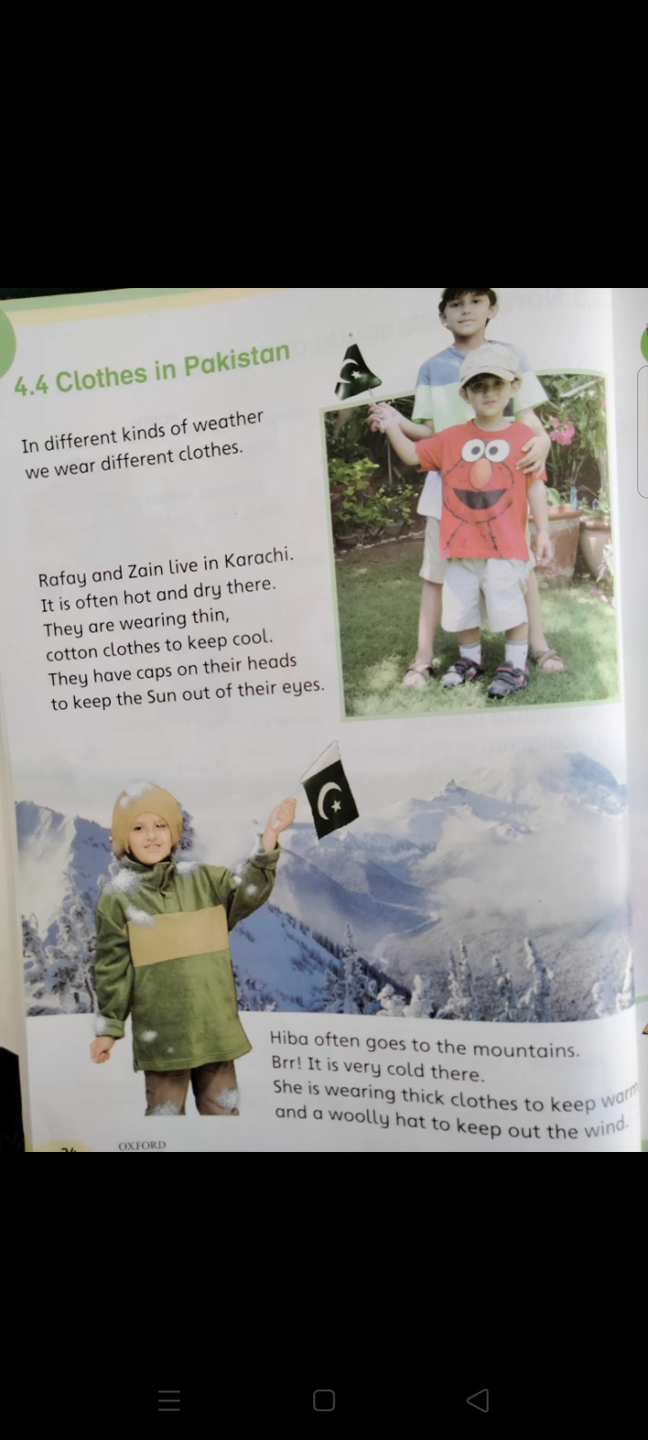 4.4 Clothes in Pakistan
In different kinds of weather
we wear different clothes.
Rafay and Zain live in Karachi.
It is often hot and dry there.
They are wearing thin,
cotton clothes to keep cool.
They have caps on their heads
to keep the Sun out of their eyes.
Hiba often goes to the mountains.
Brr! It is very cold there.
She is wearing thick clothes to keep warm
and a woolly hat to keep out the wind.
OXFORD